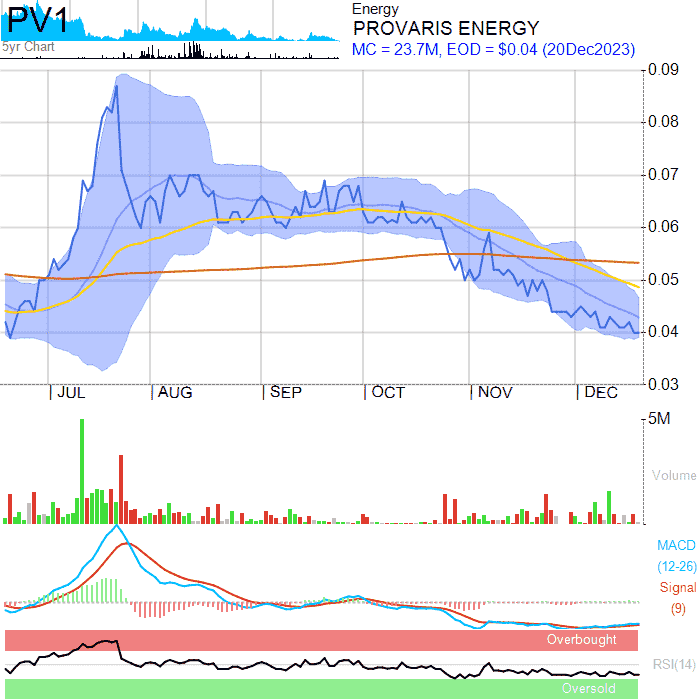 PV1
5yr Chart
Energy
PROVARIS ENERGY
MC = 23.7M, EOD = $0.04 (20Dec2023)
0.09
0.08
0.07
0.06
0.05
0.04
0.03
JUL AUG SEP OCT NOV DEC
5M
Volume
MACD
(12-26)
Signal
(9)
Overbought
RSI(14)
Oversold